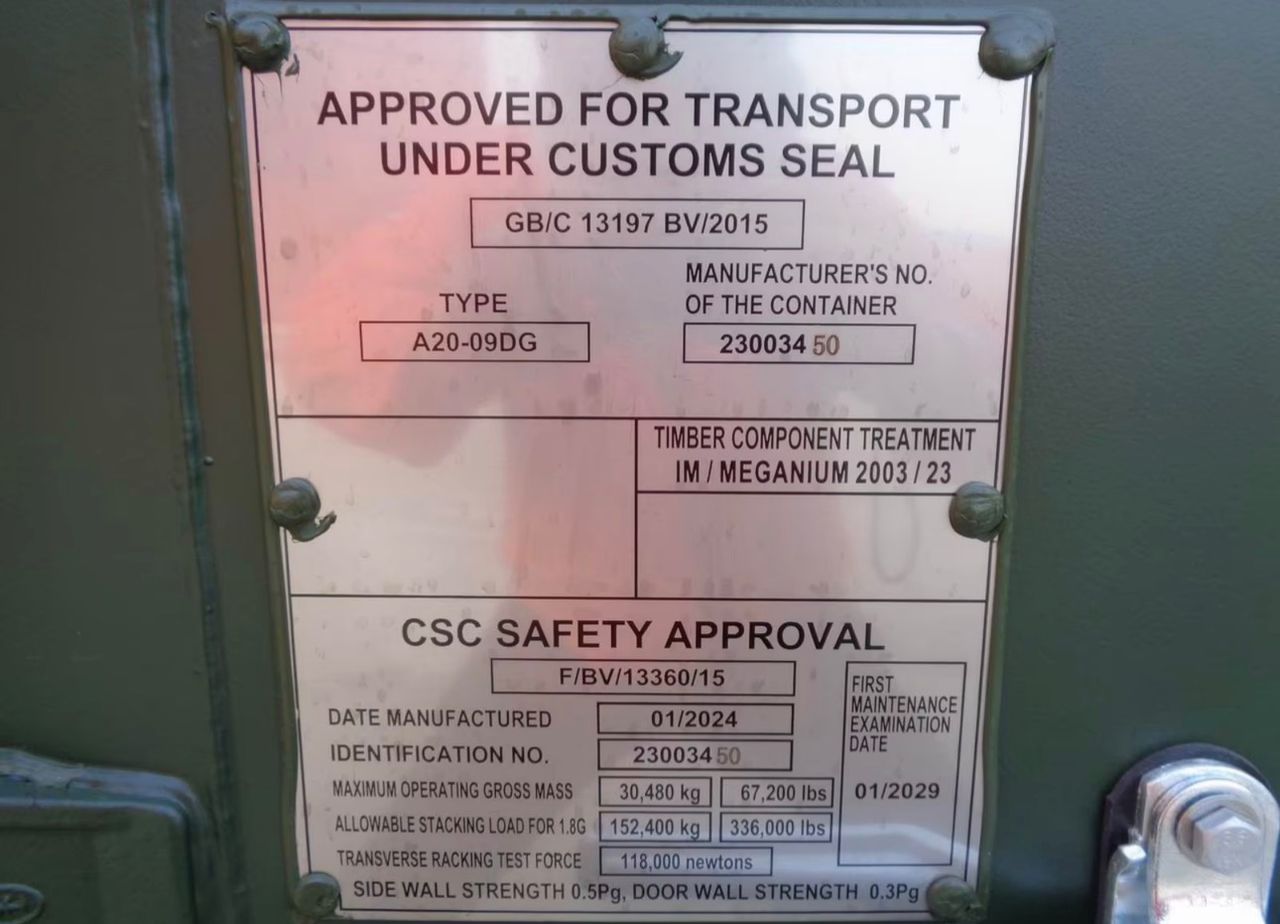 APPROVED FOR TRANSPORT
UNDER CUSTOMS SEAL
GB/C 13197 BV/2015
MANUFACTURER'S NO.
TYPE OF THE CONTAINER
A20-09DG 230034 50
TIMBER COMPONENT TREATMENT
IM / MEGANIUM 2003 / 23
CSC SAFETY APPROVAL
F/BV/13360/15
DATE MANUFACTURED 01/2024
IDENTIFICATION NO. 230034 50
MAXIMUM OPERATING GROSS MASS 30,480 kg 67,200 lbs
ALLOWABLE STACKING LOAD FOR 1.8G 152,400 kg 336,000 lbs
TRANSVERSE RACKING TEST FORCE 118,000 newtons
FIRST
MAINTENANCE
EXAMINATION
DATE
01/2029
SIDE WALL STRENGTH 0.5Pg, DOOR WALL STRENGTH 0.3Pg